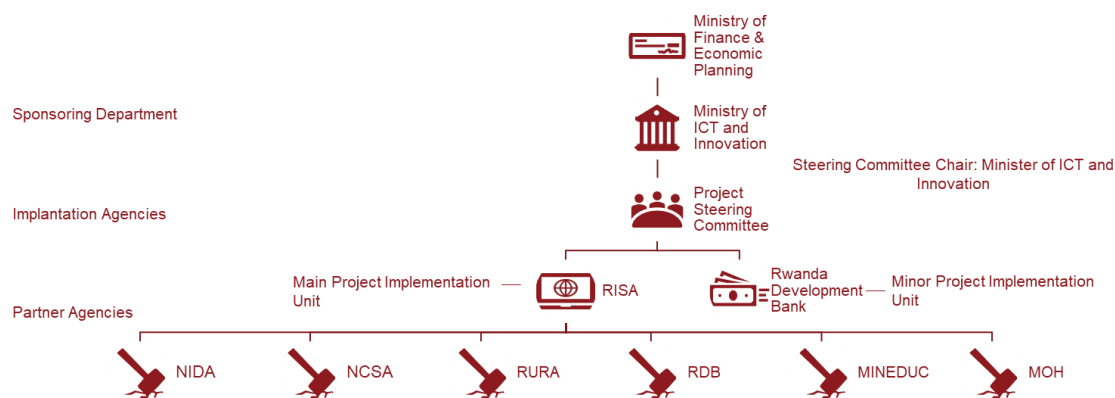 Ministry of
Finance &
Economic
Planning
Sponsoring Department
Ministry of
ICT and
Innovation
Steering Committee Chair: Minister of ICT and
Innovation
Implantation Agencies
Project
Steering
Committee
Main Project Implementation
Unit
RISA
Rwanda
Development
Bank
Minor Project Implementation
Unit
Partner Agencies
NIDA
NCSA
RURA
RDB
MINEDUC
MOH